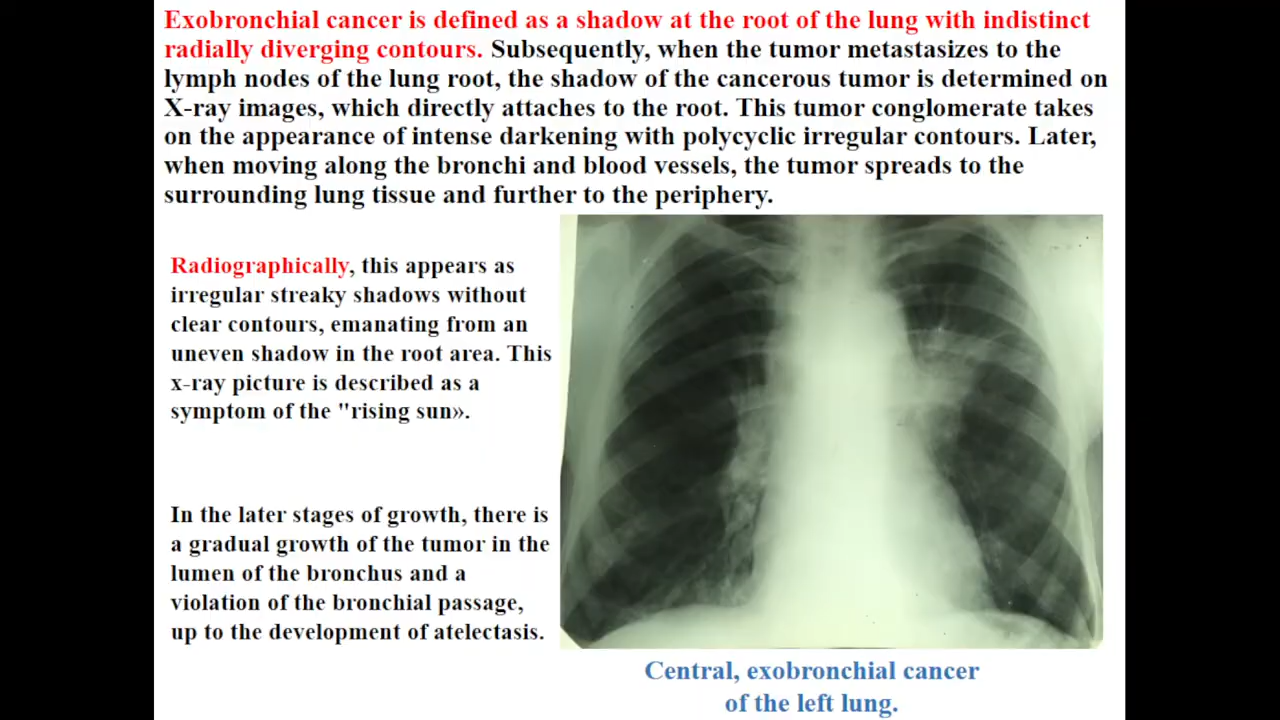 Exobronchial cancer is defined as a shadow at the root of the lung with indistinct
radially diverging contours. Subsequently, when the tumor metastasizes to the
lymph nodes of the lung root, the shadow of the cancerous tumor is determined on
X-ray images, which directly attaches to the root. This tumor conglomerate takes
on the appearance of intense darkening with polycyclic irregular contours. Later,
when moving along the bronchi and blood vessels, the tumor spreads to the
surrounding lung tissue and further to the periphery.
Radiographically, this appears as
irregular streaky shadows without
clear contours, emanating from an
uneven shadow in the root area. This
x-ray picture is described as a
symptom of the "rising sun».
In the later stages of growth, there is
a gradual growth of the tumor in the
lumen of the bronchus and a
violation of the bronchial passage,
up to the development of atelectasis.
Central, exobronchial cancer
of the left lung.